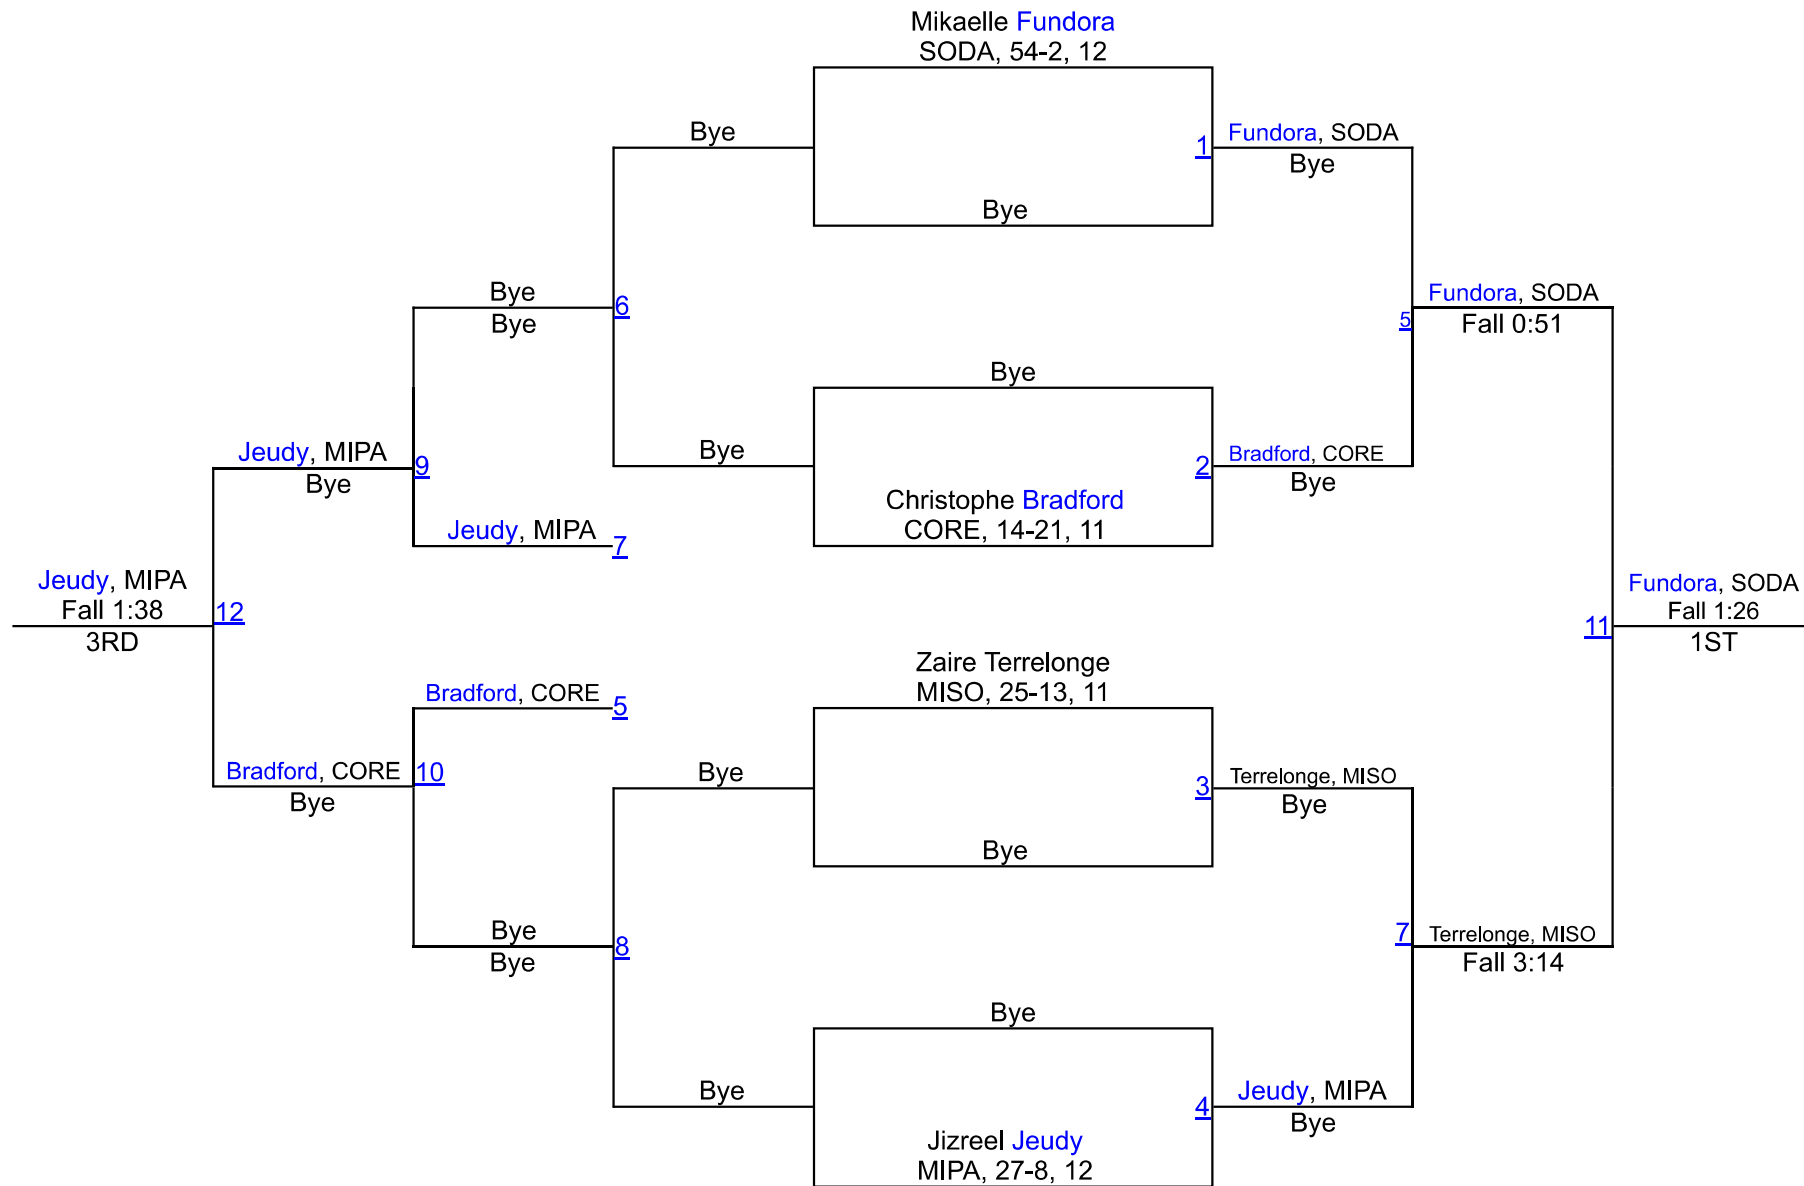 Mikaelle Fundora
SODA, 54-2, 12
Bye
1
Fundora, SODA
Bye
Bye
Bye
Bye
6
Fundora, SODA
Fall 0:51
5
Bye
Bye
Jeudy, MIPA
Bye
9
Bye
2
Bradford, CORE
Bye
Christophe Bradford
CORE, 14-21, 11
Jeudy, MIPA
7
Jeudy, MIPA
Fall 1:38
3RD
12
11
Fundora, SODA
Fall 1:26
1ST
Zaire Terrelonge
MISO, 25-13, 11
Bradford, CORE
5
Bradford, CORE
Bye
10
Bye
3
Terrelonge, MISO
Bye
Bye
Bye
Bye
8
7
Terrelonge, MISO
Fall 3:14
Bye
Bye
4
Jeudy, MIPA
Bye
Jizreel Jeudy
MIPA, 27-8, 12